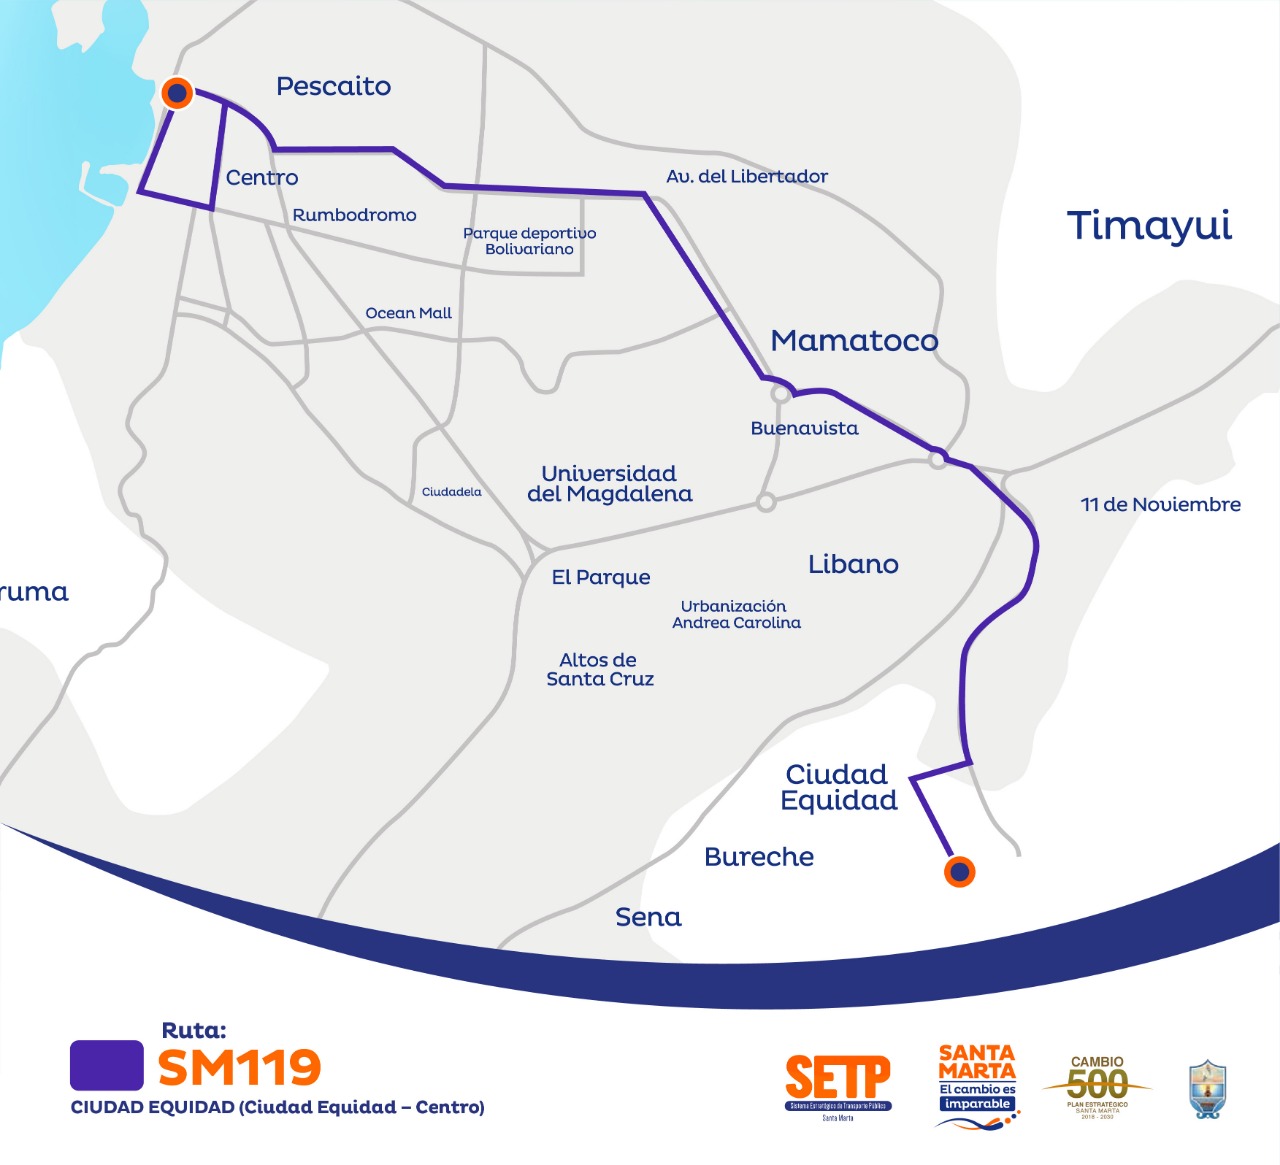 Pescaito
Centro
Av. del Libertador
Rumbodromo
Timayui
Parque deportivo
Bolivariano
Ocean Mall
Mamatoco
Buenavista
Universidad
del Magdalena
Ciudadela
11 de Noviembre
Libano
El Parque
ruma
Urbanización
Andrea Carolina
Altos de
Santa Cruz
Ciudad
Equidad
Bureche
Sena
Ruta:
SM119
CIUDAD EQUIDAD (Ciudad Equidad – Centro)
SETP
Sistema Estratégico de Transporte Público
Santa Marta
SANTA
MARTA
El cambio es
imparable
CAMBIO
500
PLAN ESTRATÉGICO
SANTA MARTA
2018 - 2030